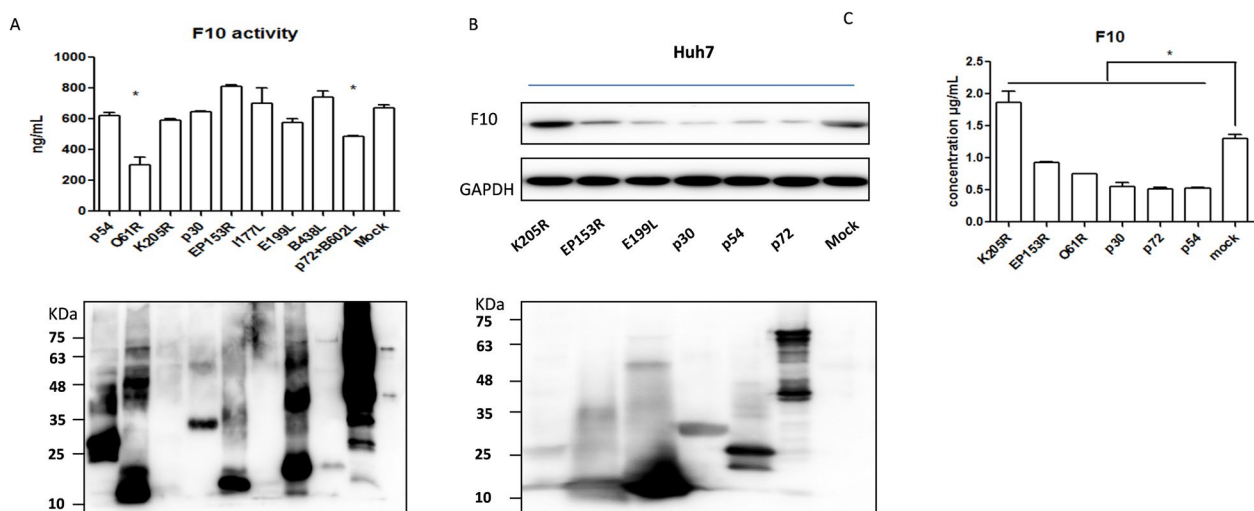 A
F10 activity
ng/mL
1000
800
600
400
200
0
*
*
p54
O61R
K205R
p30
EP153R
I177L
E199L
B438L
p72+B602L
Mock
KDa
75
63
48
35
25
10
B
Huh7
F10
GAPDH
K205R
EP153R
E199L
p30
p54
p72
Mock
KDa
75
63
48
35
25
10
C
F10
concentration µg/mL
2.5
2.0
1.5
1.0
0.5
0.0
*
K205R
EP153R
O61R
p30
p72
p54
mock